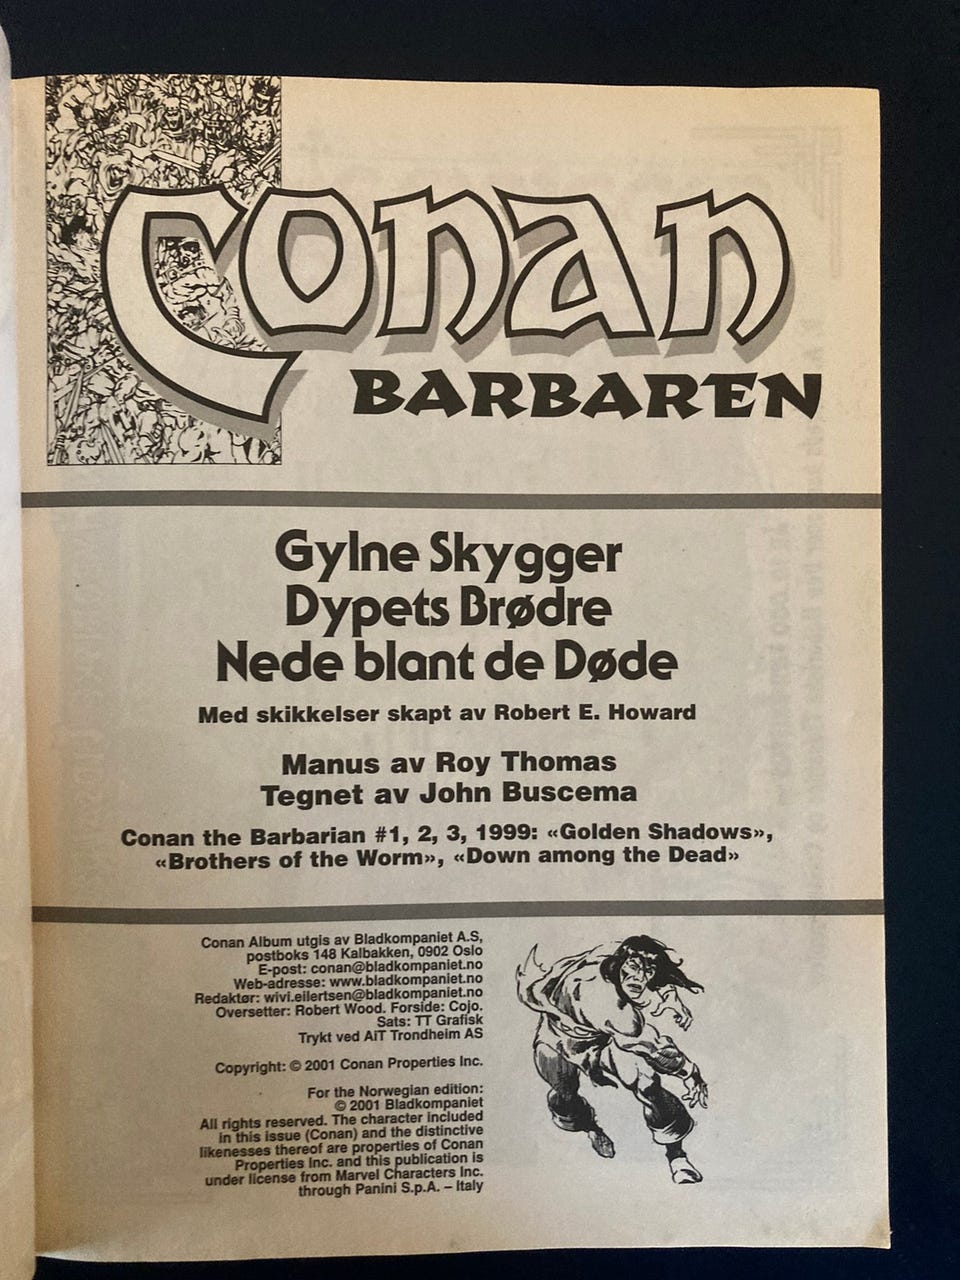 Conan
BARBAREN
Gylne Skygger
Dypets Brødre
Nede blant de Døde
Med skikkelser skapt av Robert E. Howard
Manus av Roy Thomas
Tegnet av John Buscema
Conan the Barbarian #1, 2, 3, 1999: «Golden Shadows»,
«Brothers of the Worm», «Down among the Dead»
Conan Album utgis av Bladkompaniet A.S,
postboks 148 Kalbakken, 0902 Oslo
E-post: conan@bladkompaniet.no
Web-adresse: www.bladkompaniet.no
Redaktør: wivi.eilertsen@bladkompaniet.no
Oversetter: Robert Wood. Forside: Cojo.
Sats: TT Grafisk
Trykt ved AiT Trondheim AS
Copyright: © 2001 Conan Properties Inc.
For the Norwegian edition:
© 2001 Bladkompaniet
All rights reserved. The character included
in this issue (Conan) and the distinctive
likenesses thereof are properties of Conan
Properties Inc. and this publication is
under license from Marvel Characters Inc.
through Panini S.p.A. – Italy